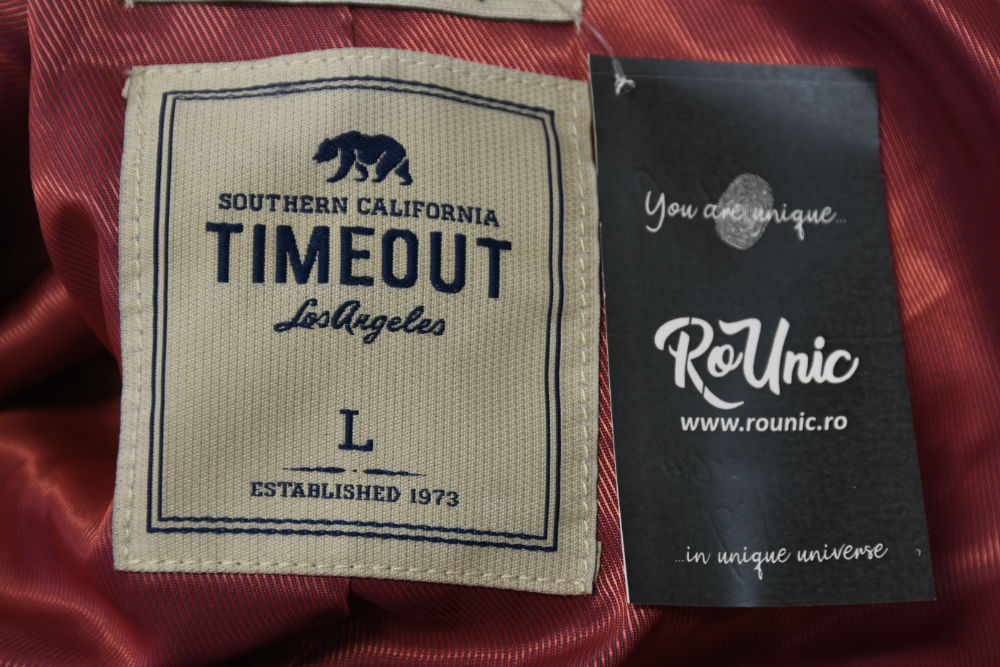 SOUTHERN CALIFORNIA
TIMEOUT
Los Angeles
L
ESTABLISHED 1973
You are unique...
RoUnic
www.rounic.ro
...in unique universe